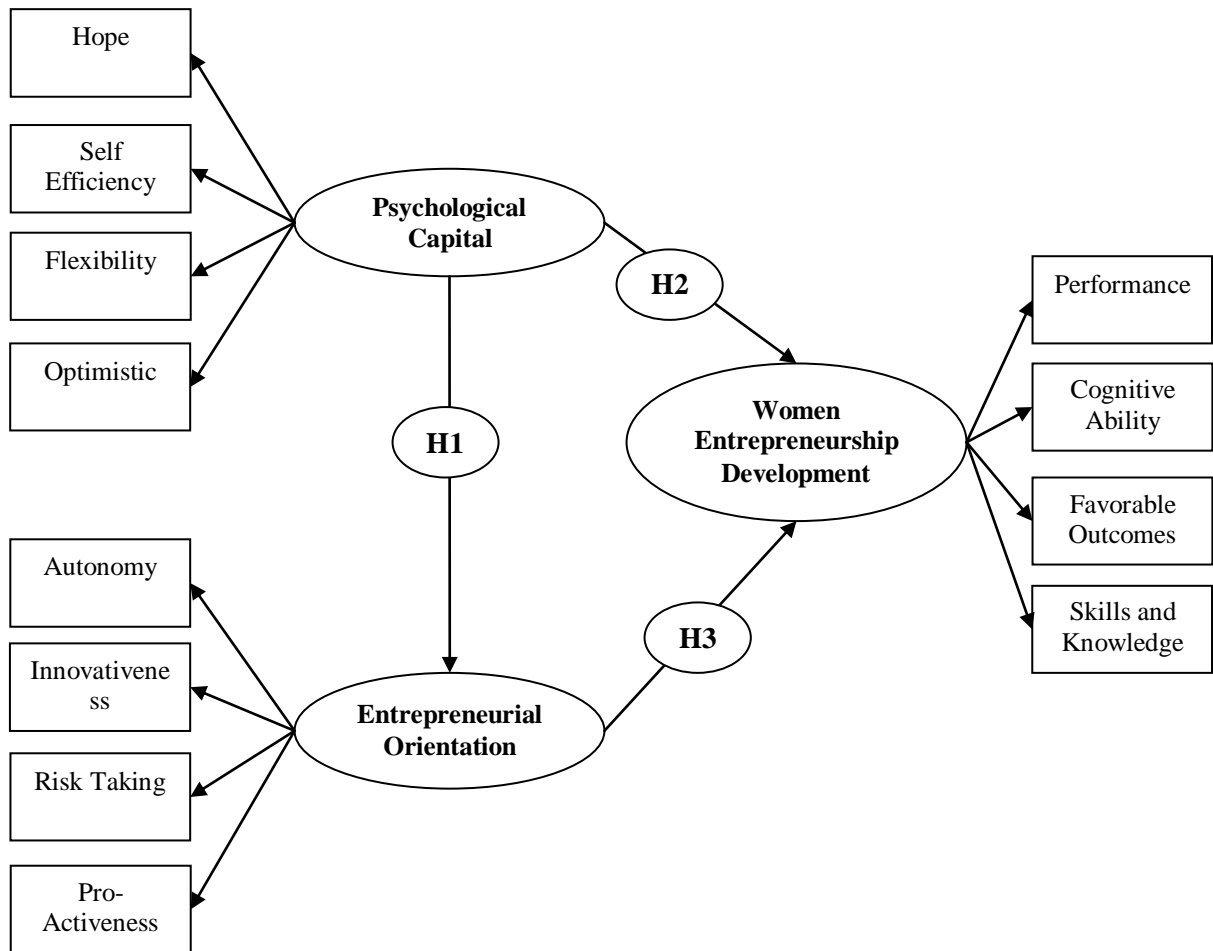 Hope
Self
Efficiency
Flexibility
Optimistic
Psychological
Capital
H2
H1
Women
Entrepreneurship
Development
Performance
Cognitive
Ability
Favorable
Outcomes
Skills and
Knowledge
Autonomy
Innovativene
ss
Risk Taking
Pro-
Activeness
Entrepreneurial
Orientation
H3